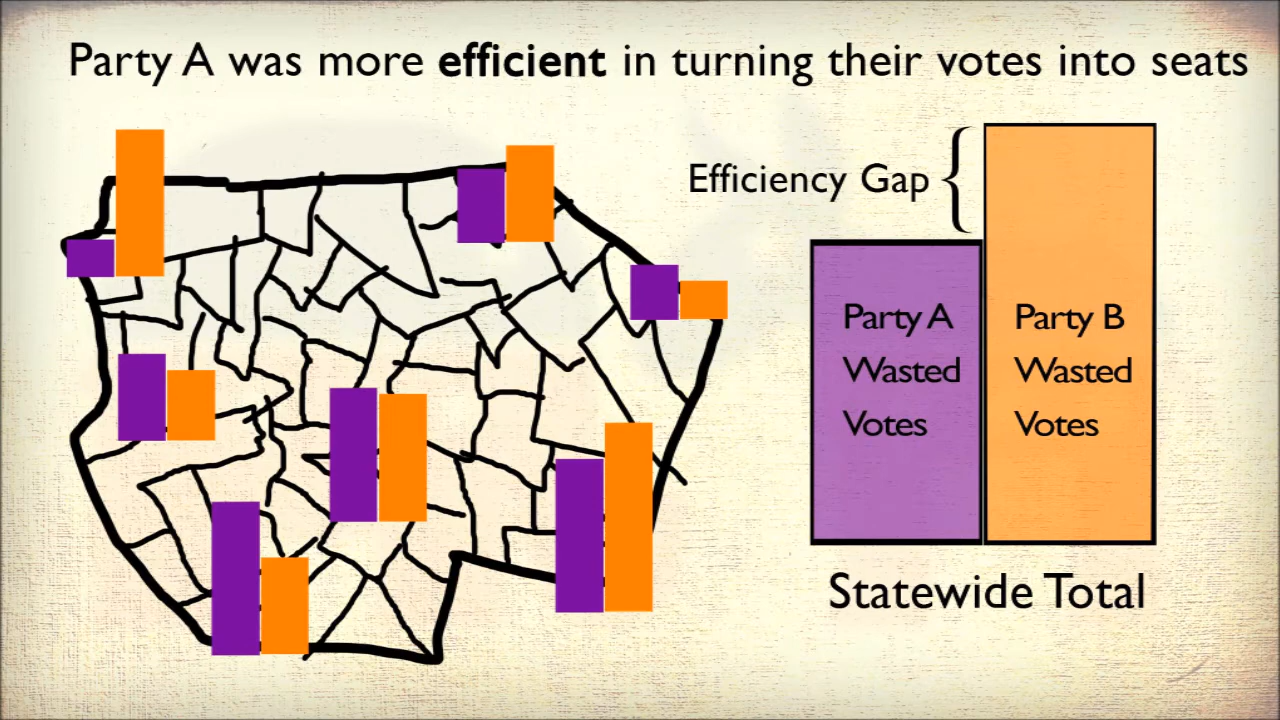 Party A was more efficient in turning their votes into seats
Efficiency Gap
Party A
Wasted
Votes
Party B
Wasted
Votes
Statewide Total